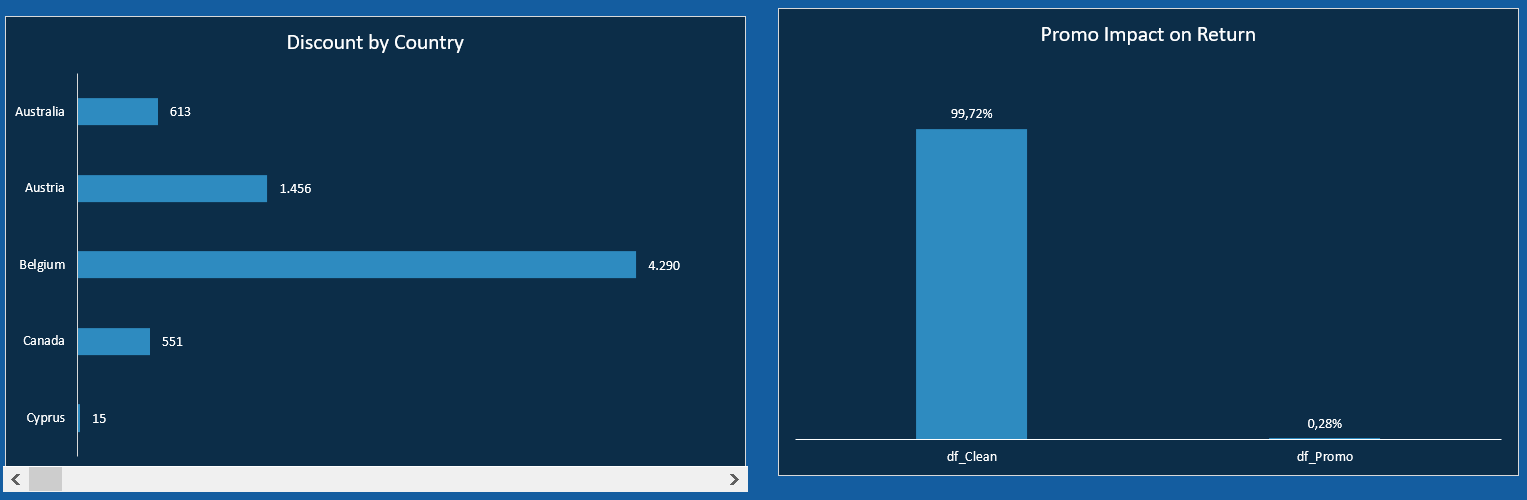 Discount by Country
Australia 613
Austria 1.456
Belgium 4.290
Canada 551
Cyprus 15
Promo Impact on Return
99,72%
0,28%
df_Clean df_Promo